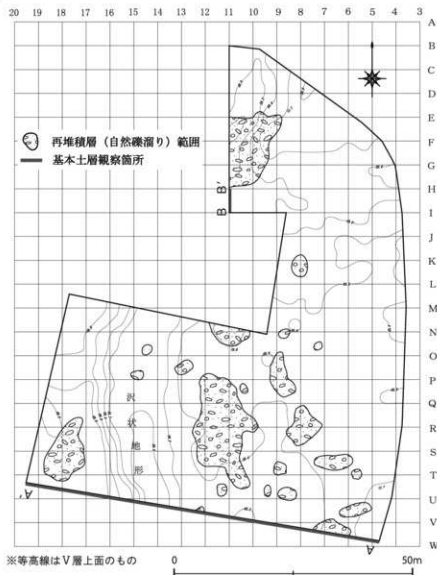 20 19 18 17 16 15 14 13 12 11 10 9 8 7 6 5 4 3
A
B
C
D
E
F
G
H
I
J
K
L
M
N
O
P
Q
R
S
T
U
V
W
再堆積層（自然礫溜り）範囲
基本土層観察箇所
B'
B
沢状地形
A'
A
※等高線はⅤ層上面のもの
0 50m